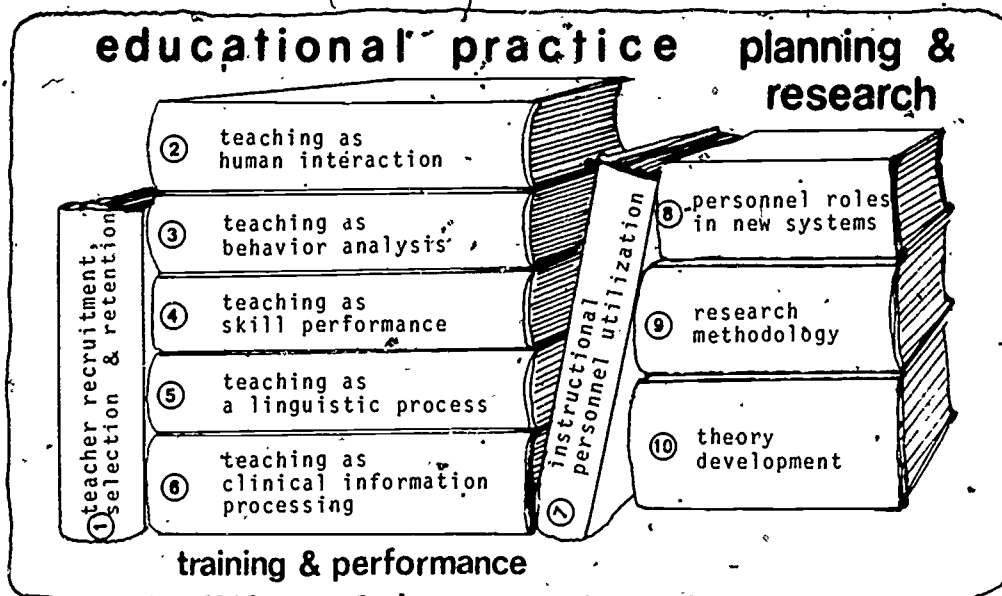 educational practice
planning &
research
① teacher recruitment,
selection & retention
② teaching as
human interaction
③ teaching as
behavior analysis
④ teaching as
skill performance
⑤ teaching as
a linguistic process
⑥ teaching as
clinical information
processing
training & performance
⑦ instructional
personnel utilization
⑧ personnel roles
in new systems
⑨ research
methodology
⑩ theory
development